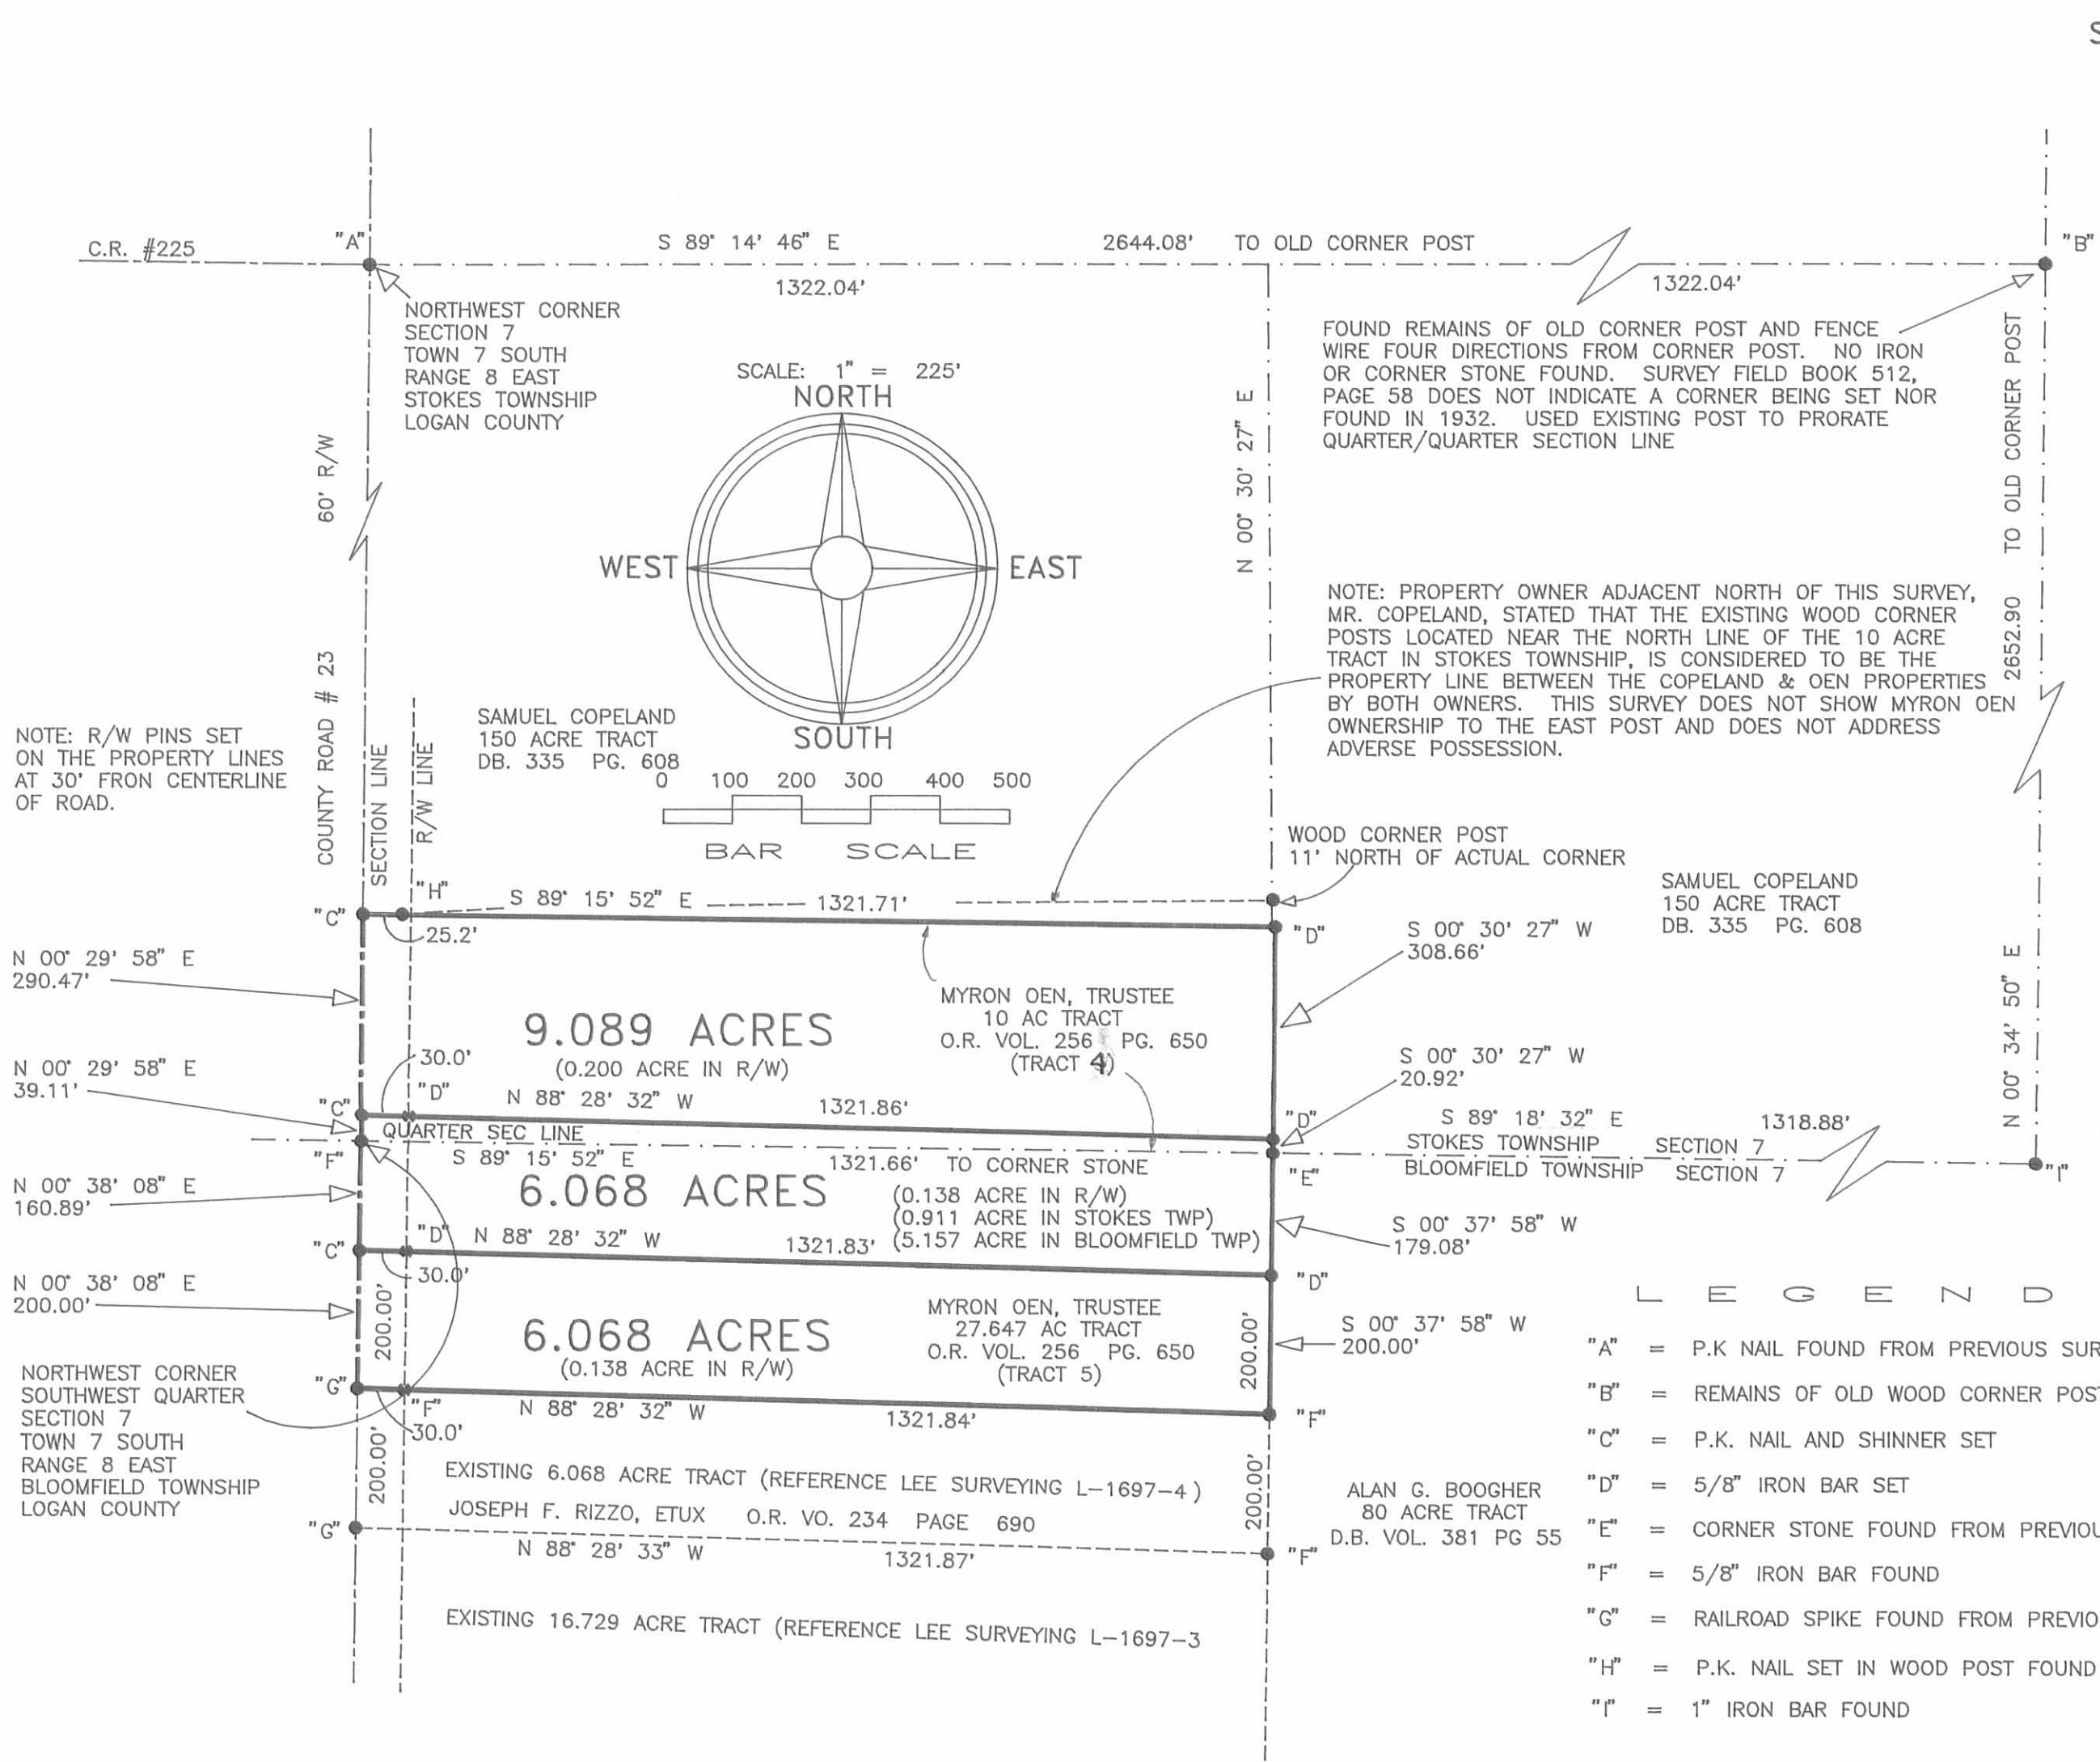 S
C.R. #225
"A"
S 89° 14' 46" E
2644.08' TO OLD CORNER POST
"B"
1322.04'
1322.04'
NORTHWEST CORNER
SECTION 7
TOWN 7 SOUTH
RANGE 8 EAST
STOKES TOWNSHIP
LOGAN COUNTY
FOUND REMAINS OF OLD CORNER POST AND FENCE
WIRE FOUR DIRECTIONS FROM CORNER POST. NO IRON
OR CORNER STONE FOUND. SURVEY FIELD BOOK 512,
PAGE 58 DOES NOT INDICATE A CORNER BEING SET NOR
FOUND IN 1932. USED EXISTING POST TO PRORATE
QUARTER/QUARTER SECTION LINE
SCALE: 1" = 225'
NORTH
WEST
EAST
SOUTH
60' R/W
COUNTY ROAD # 23
SECTION LINE
R/W LINE
N 00° 30' 27" E
2652.90 TO OLD CORNER POST
N 00° 34' 50" E
NOTE: PROPERTY OWNER ADJACENT NORTH OF THIS SURVEY,
MR. COPELAND, STATED THAT THE EXISTING WOOD CORNER
POSTS LOCATED NEAR THE NORTH LINE OF THE 10 ACRE
TRACT IN STOKES TOWNSHIP, IS CONSIDERED TO BE THE
PROPERTY LINE BETWEEN THE COPELAND & OEN PROPERTIES
BY BOTH OWNERS. THIS SURVEY DOES NOT SHOW MYRON OEN
OWNERSHIP TO THE EAST POST AND DOES NOT ADDRESS
ADVERSE POSSESSION.
NOTE: R/W PINS SET
ON THE PROPERTY LINES
AT 30' FRON CENTERLINE
OF ROAD.
SAMUEL COPELAND
150 ACRE TRACT
DB. 335 PG. 608
0 100 200 300 400 500
BAR SCALE
WOOD CORNER POST
11' NORTH OF ACTUAL CORNER
SAMUEL COPELAND
150 ACRE TRACT
DB. 335 PG. 608
"H"
"C"
S 89° 15' 52" E
1321.71'
25.2'
"D"
S 00° 30' 27" W
308.66'
N 00° 29' 58" E
290.47'
MYRON OEN, TRUSTEE
10 AC TRACT
O.R. VOL. 256 PG. 650
(TRACT 4)
9.089 ACRES
(0.200 ACRE IN R/W)
30.0'
N 00° 29' 58" E
39.11'
S 00° 30' 27" W
20.92'
"C"
"D"
N 88° 28' 32" W
1321.86'
"D"
QUARTER SEC LINE
"F"
S 89° 15' 52" E
1321.66' TO CORNER STONE
"E"
S 89° 18' 32" E
1318.88'
STOKES TOWNSHIP SECTION 7
BLOOMFIELD TOWNSHIP SECTION 7
"I"
N 00° 38' 08" E
160.89'
6.068 ACRES
(0.138 ACRE IN R/W)
(0.911 ACRE IN STOKES TWP)
(5.157 ACRE IN BLOOMFIELD TWP)
S 00° 37' 58" W
179.08'
"C"
"D"
N 88° 28' 32" W
1321.83'
30.0'
"D"
N 00° 38' 08" E
200.00'
200.00'
6.068 ACRES
(0.138 ACRE IN R/W)
MYRON OEN, TRUSTEE
27.647 AC TRACT
O.R. VOL. 256 PG. 650
(TRACT 5)
200.00'
S 00° 37' 58" W
200.00'
NORTHWEST CORNER
SOUTHWEST QUARTER
SECTION 7
TOWN 7 SOUTH
RANGE 8 EAST
BLOOMFIELD TOWNSHIP
LOGAN COUNTY
"G"
"F"
30.0'
N 88° 28' 32" W
1321.84'
"F"
200.00'
EXISTING 6.068 ACRE TRACT (REFERENCE LEE SURVEYING L-1697-4)
JOSEPH F. RIZZO, ETUX O.R. VO. 234 PAGE 690
200.00'
"G"
N 88° 28' 33" W
1321.87'
"F"
ALAN G. BOOGHER
80 ACRE TRACT
D.B. VOL. 381 PG 55
EXISTING 16.729 ACRE TRACT (REFERENCE LEE SURVEYING L-1697-3
LEGEND
"A" = P.K NAIL FOUND FROM PREVIOUS SUR
"B" = REMAINS OF OLD WOOD CORNER POS
"C" = P.K. NAIL AND SHINNER SET
"D" = 5/8" IRON BAR SET
"E" = CORNER STONE FOUND FROM PREVIOU
"F" = 5/8" IRON BAR FOUND
"G" = RAILROAD SPIKE FOUND FROM PREVIO
"H" = P.K. NAIL SET IN WOOD POST FOUND
"I" = 1" IRON BAR FOUND